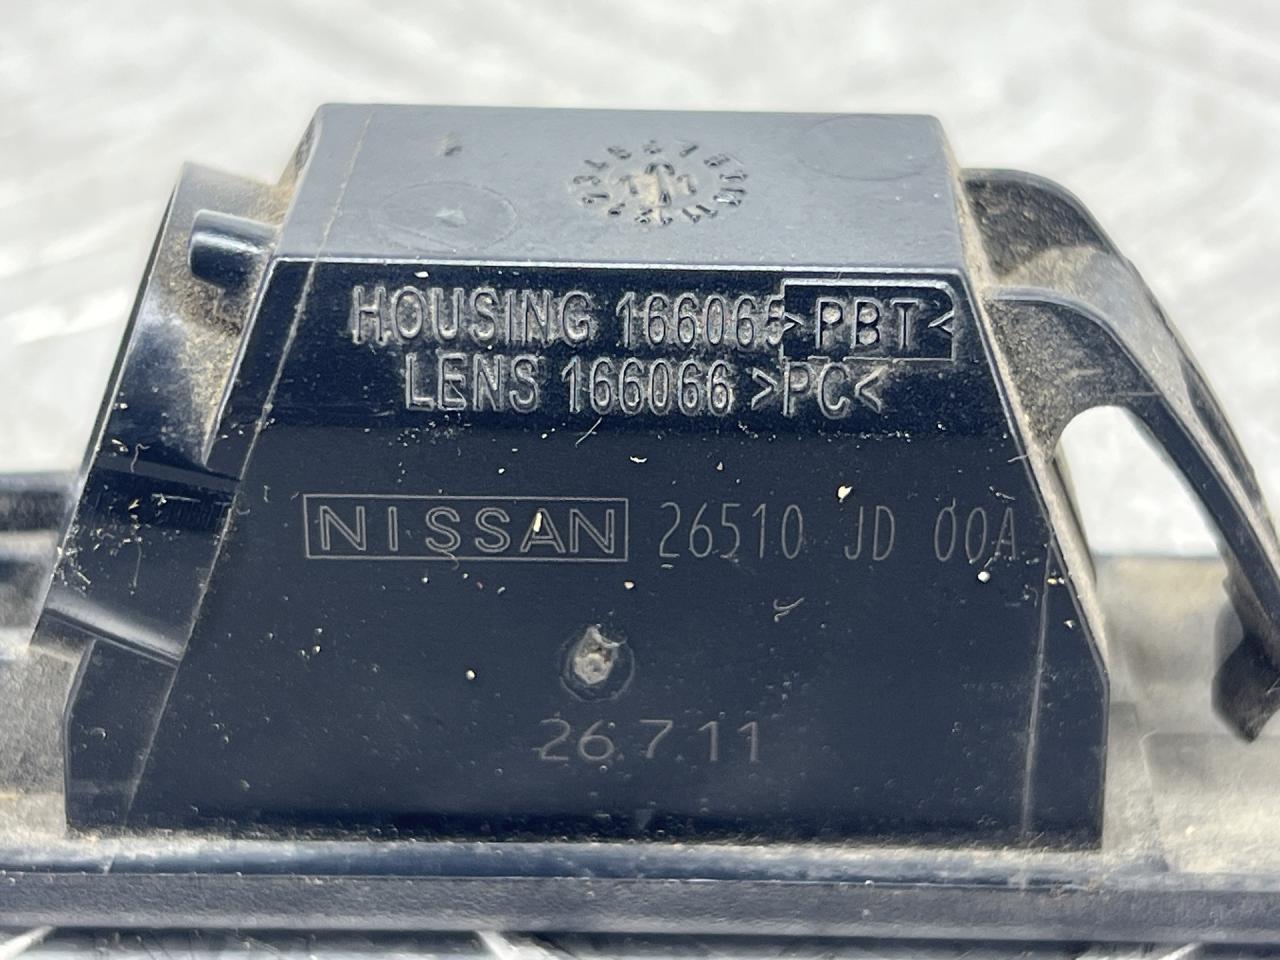 HOUSING 166065 >PBT<
LENS 166066 >PC<
NISSAN 26510 JD 00A
26.7.11